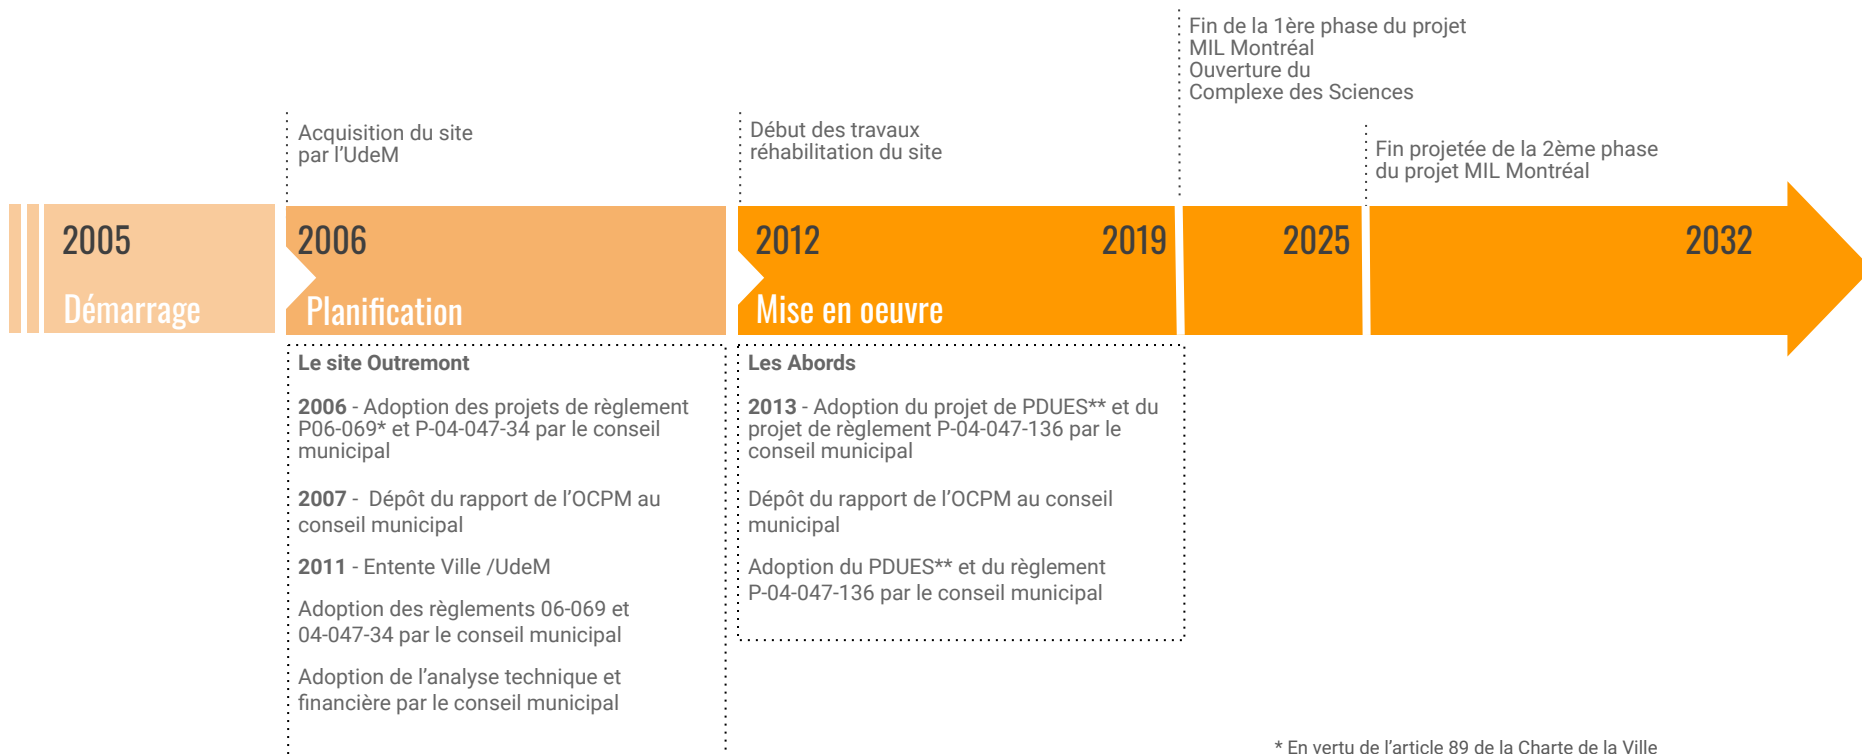 Fin de la 1ère phase du projet
MIL Montréal
Ouverture du
Complexe des Sciences
Acquisition du site
par l'UdeM
Début des travaux
réhabilitation du site
Fin projetée de la 2ème phase
du projet MIL Montréal
2005
2006
2012
2019
2025
2032
Démarrage
Planification
Mise en oeuvre
Le site Outremont
2006 - Adoption des projets de règlement
P06-069* et P-04-047-34 par le conseil
municipal
2007 - Dépôt du rapport de l'OCPM au
conseil municipal
2011 - Entente Ville /UdeM
Adoption des règlements 06-069 et
04-047-34 par le conseil municipal
Adoption de l'analyse technique et
financière par le conseil municipal
Les Abords
2013 - Adoption du projet de PDUES** et du
projet de règlement P-04-047-136 par le
conseil municipal
Dépôt du rapport de l'OCPM au conseil
municipal
Adoption du PDUES** et du règlement
P-04-047-136 par le conseil municipal
* En vertu de l'article 89 de la Charte de la Ville